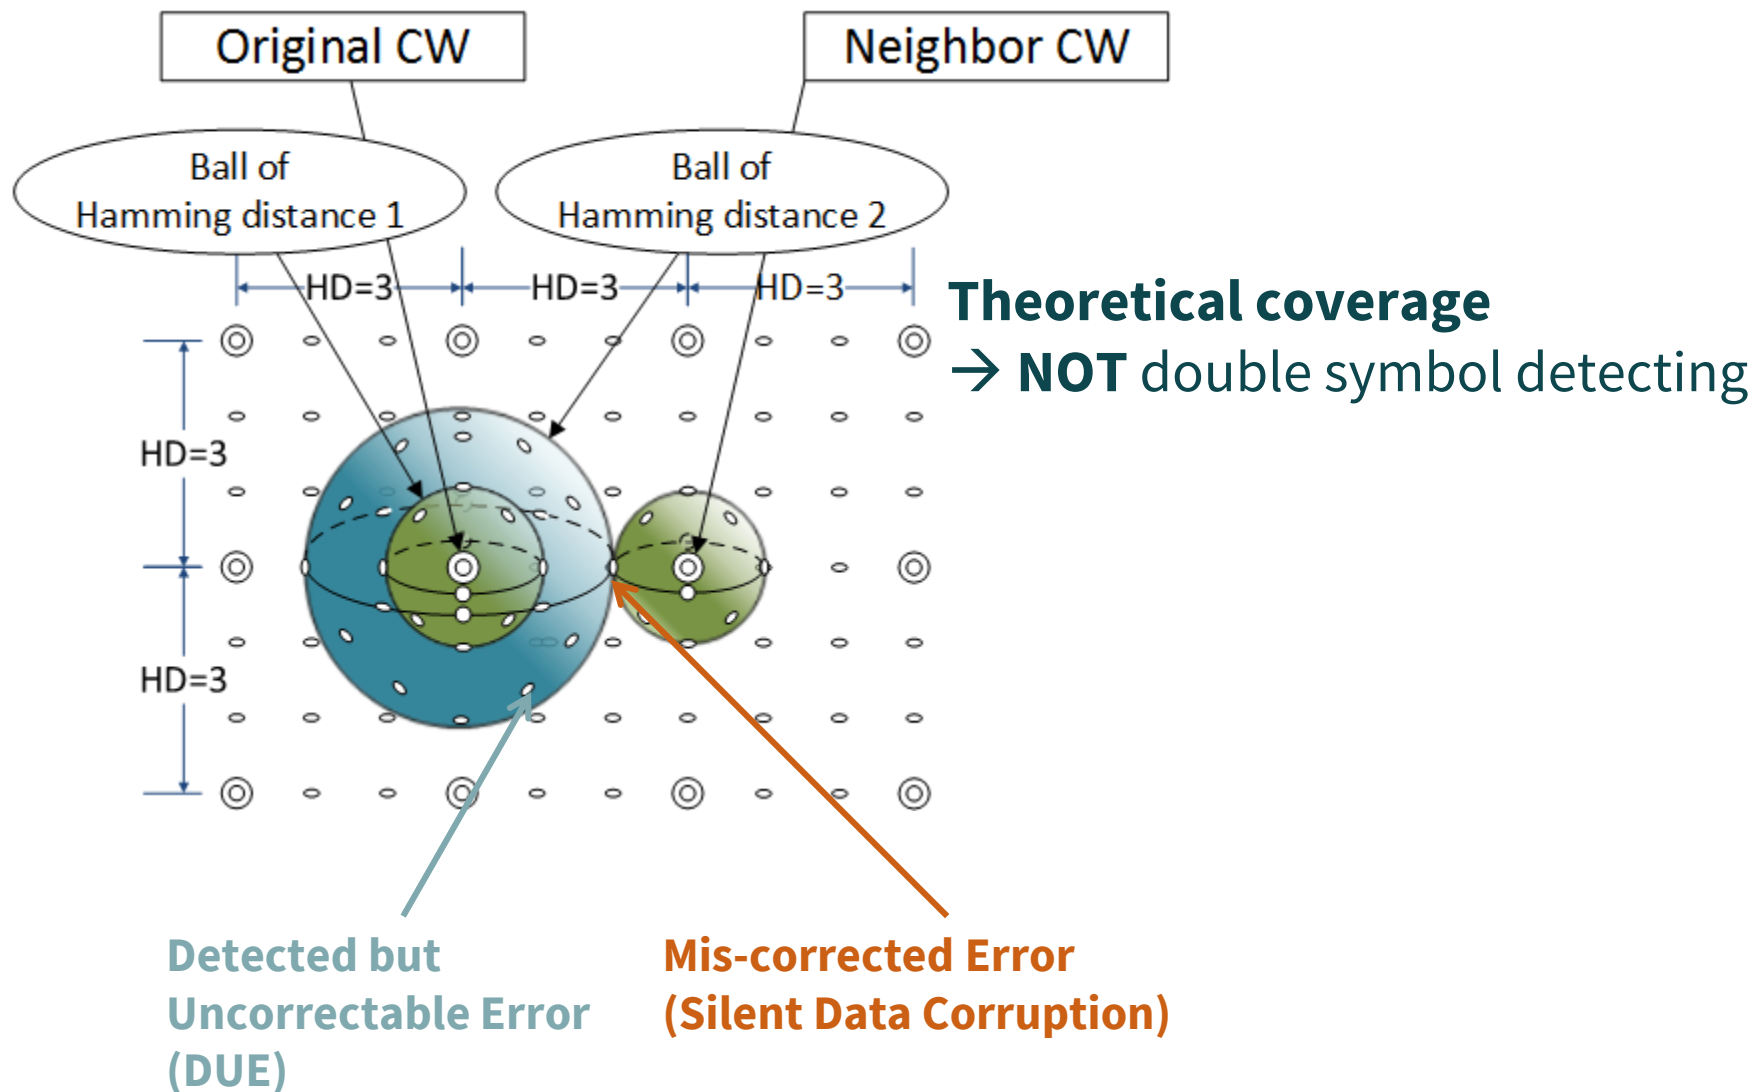 Original CW
Neighbor CW
Ball of
Hamming distance 1
Ball of
Hamming distance 2
HD=3
HD=3
HD=3
Theoretical coverage
→ NOT double symbol detecting
HD=3
HD=3
Detected but
Uncorrectable Error
(DUE)
Mis-corrected Error
(Silent Data Corruption)